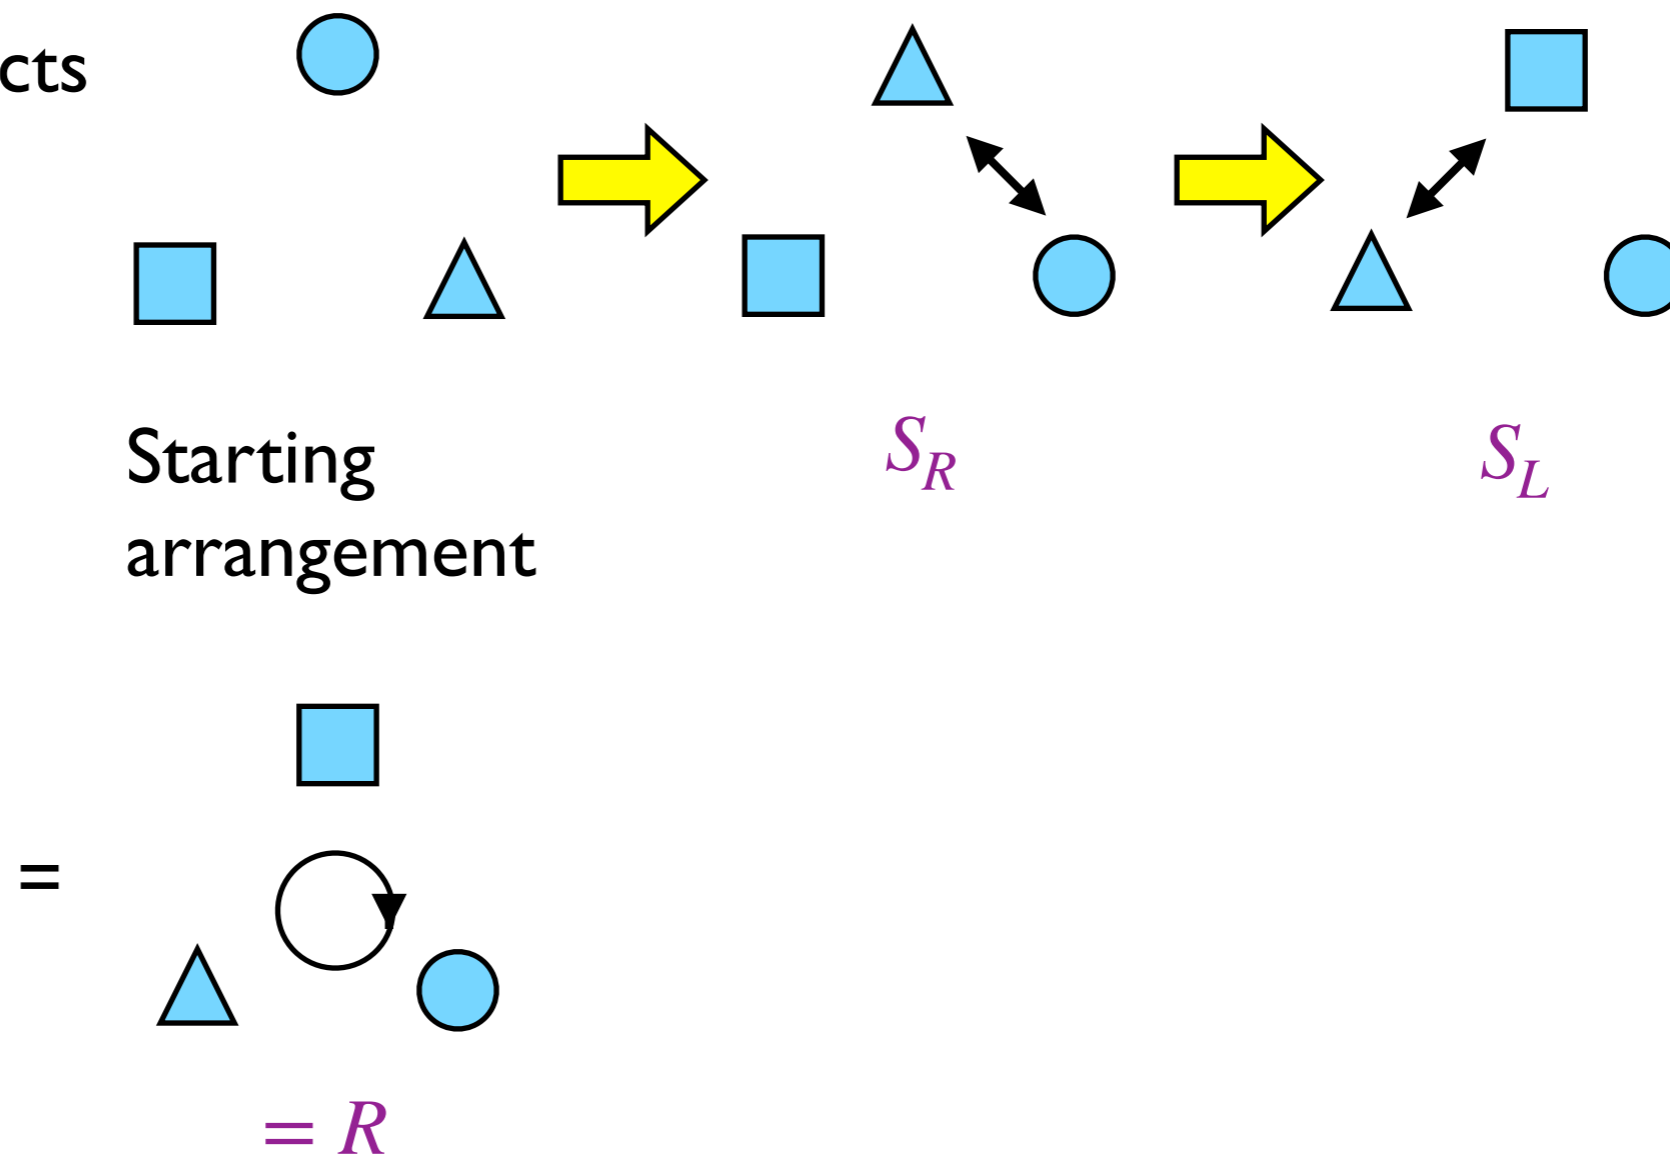 cts
Starting
arrangement
S_R
S_L
=
= R